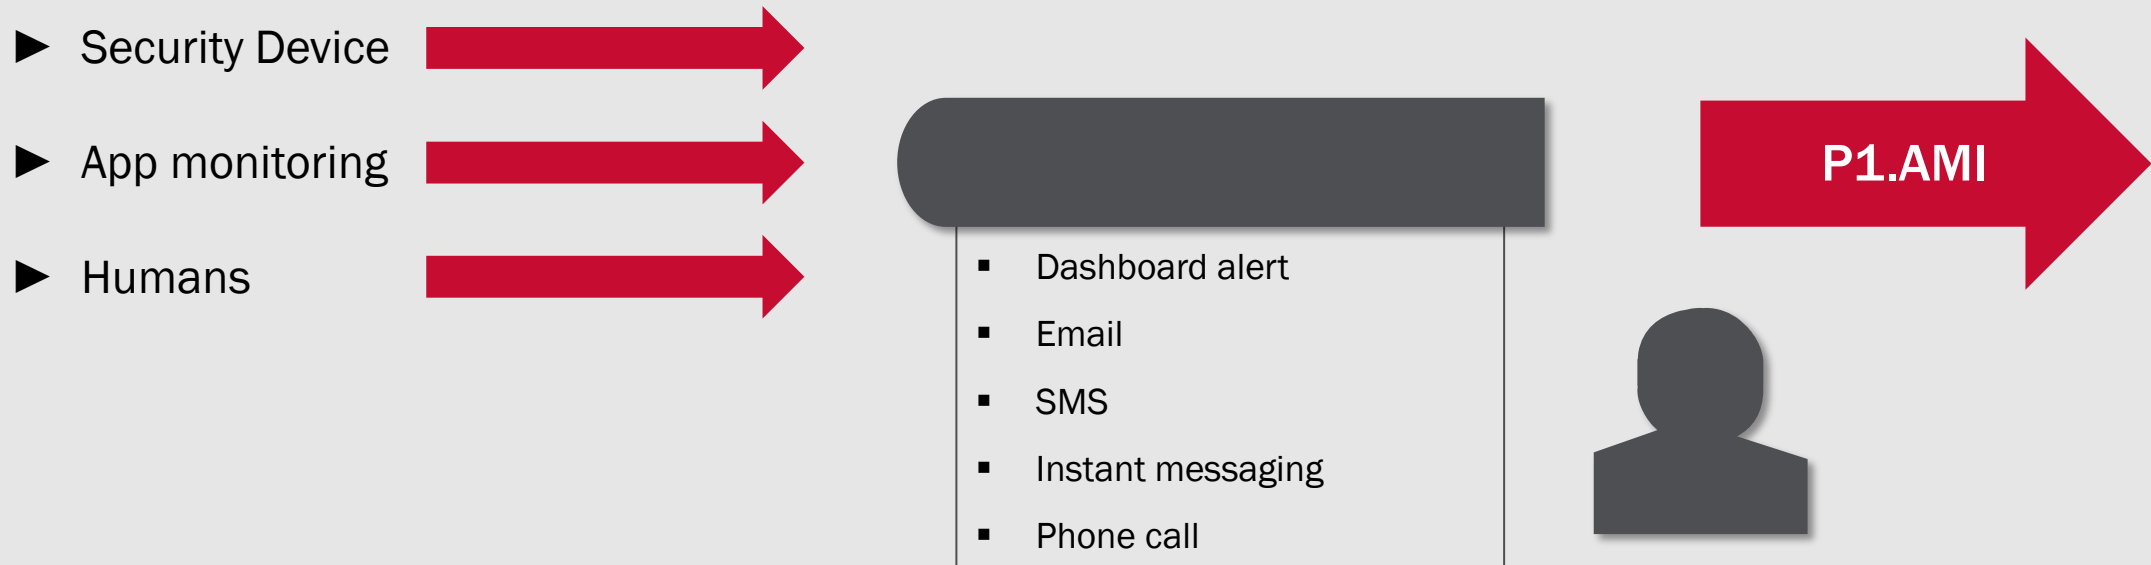 ► Security Device
► App monitoring
► Humans
▪ Dashboard alert
▪ Email
▪ SMS
▪ Instant messaging
▪ Phone call
P1.AMI